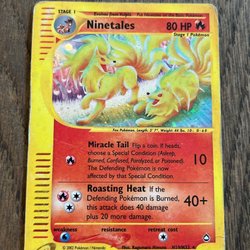 STAGE 1
Evolves from Vulpix
Ninetales 80 HP
Stage 1 Pokémon
Fox Pokémon. Length: 3' 7", Weight: 44 lbs.
Miracle Tail Flip a coin. If heads,
choose a Special Condition (Asleep,
Burned, Confused, Paralyzed, or Poisoned).
The Defending Pokémon is now
affected by that Special Condition.
10
Roasting Heat If the
Defending Pokémon is Burned,
this attack does 40 damage
plus 20 more damage.
40+
weakness resistance retreat cost